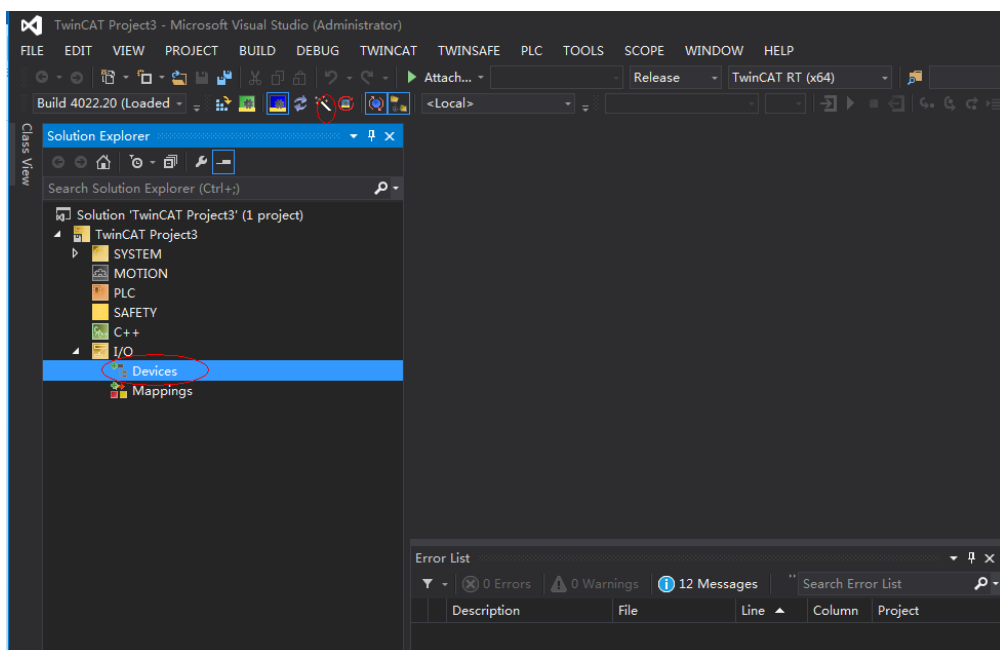 TwinCAT Project3 - Microsoft Visual Studio (Administrator)
FILE EDIT VIEW PROJECT BUILD DEBUG TWINCAT TWINSAFE PLC TOOLS SCOPE WINDOW HELP
Attach... Release TwinCAT RT (x64)
Build 4022.20 (Loaded <Local>
Class View
Solution Explorer
Search Solution Explorer (Ctrl+;)
Solution 'TwinCAT Project3' (1 project)
TwinCAT Project3
SYSTEM
MOTION
PLC
SAFETY
C++
I/O
Devices
Mappings
Error List
0 Errors 0 Warnings 12 Messages Search Error List
Description File Line Column Project